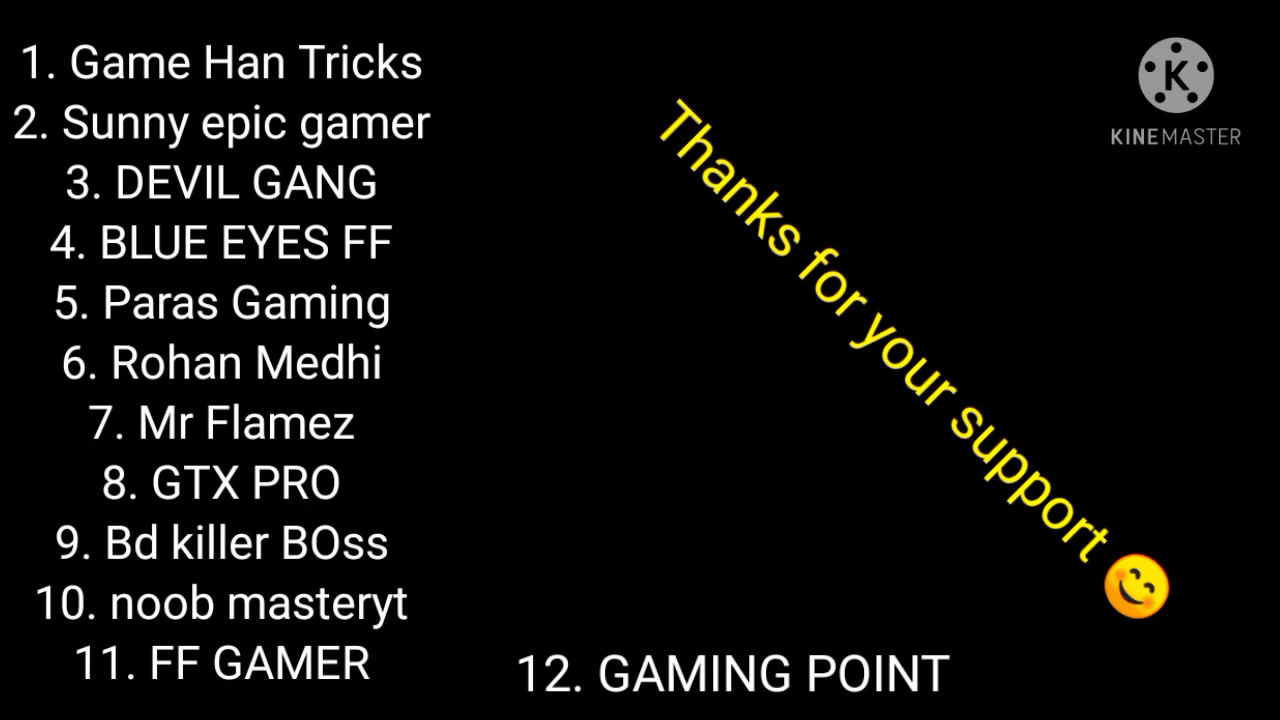 1. Game Han Tricks
2. Sunny epic gamer
3. DEVIL GANG
4. BLUE EYES FF
5. Paras Gaming
6. Rohan Medhi
7. Mr Flamez
8. GTX PRO
9. Bd killer BOss
10. noob masteryt
11. FF GAMER
12. GAMING POINT
Thanks for your support 😊
K
KINEMASTER